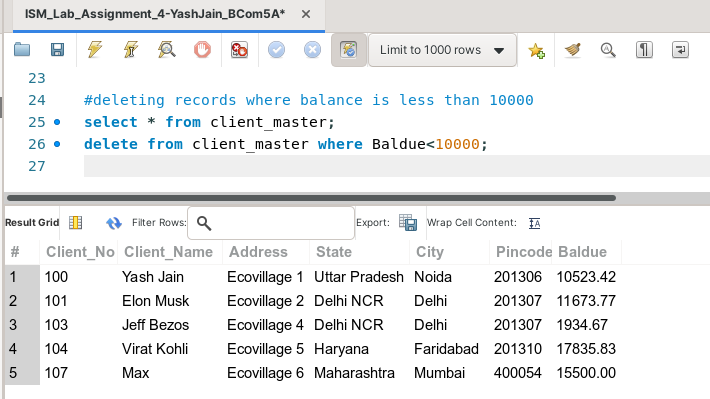 ISM_Lab_Assignment_4-YashJain_BCom5A*
Limit to 1000 rows
23
24 #deleting records where balance is less than 10000
25 select * from client_master;
26 delete from client_master where Baldue<10000;
27
Result Grid Filter Rows: Export: Wrap Cell Content:
# Client_No Client_Name Address State City Pincode Baldue
1 100 Yash Jain Ecovillage 1 Uttar Pradesh Noida 201306 10523.42
2 101 Elon Musk Ecovillage 2 Delhi NCR Delhi 201307 11673.77
3 103 Jeff Bezos Ecovillage 4 Delhi NCR Delhi 201307 1934.67
4 104 Virat Kohli Ecovillage 5 Haryana Faridabad 201310 17835.83
5 107 Max Ecovillage 6 Maharashtra Mumbai 400054 15500.00